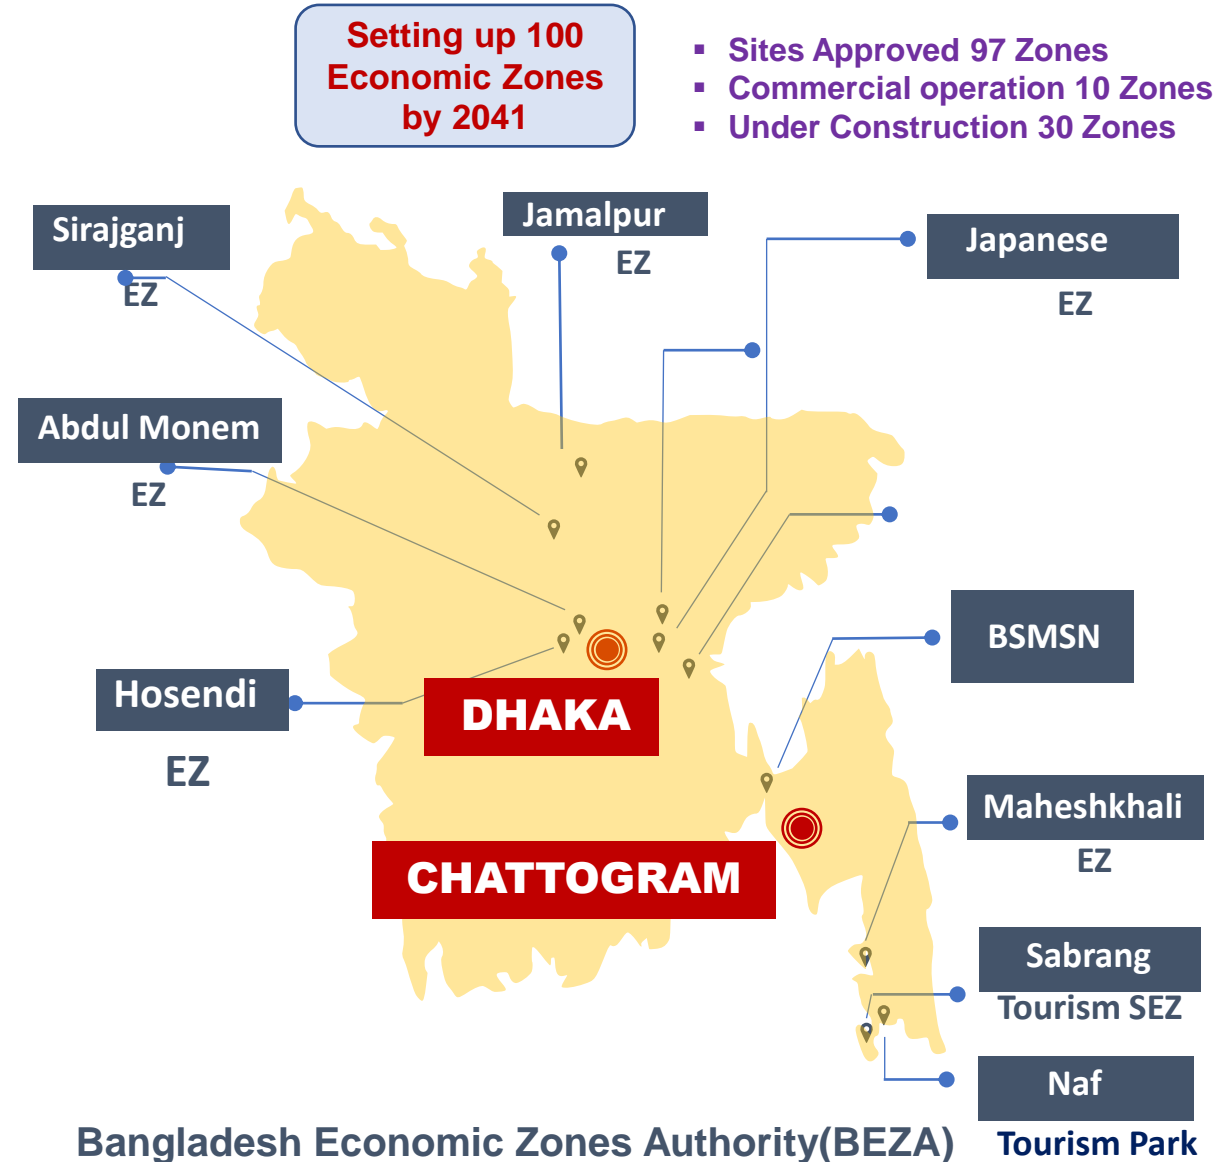 Setting up 100
Economic Zones
by 2041
▪ Sites Approved 97 Zones
▪ Commercial operation 10 Zones
▪ Under Construction 30 Zones
Sirajganj
EZ
Jamalpur
EZ
Japanese
EZ
Abdul Monem
EZ
BSMSN
Hosendi
EZ
DHAKA
Maheshkhali
EZ
CHATTOGRAM
Sabrang
Tourism SEZ
Naf
Tourism Park
Bangladesh Economic Zones Authority(BEZA)